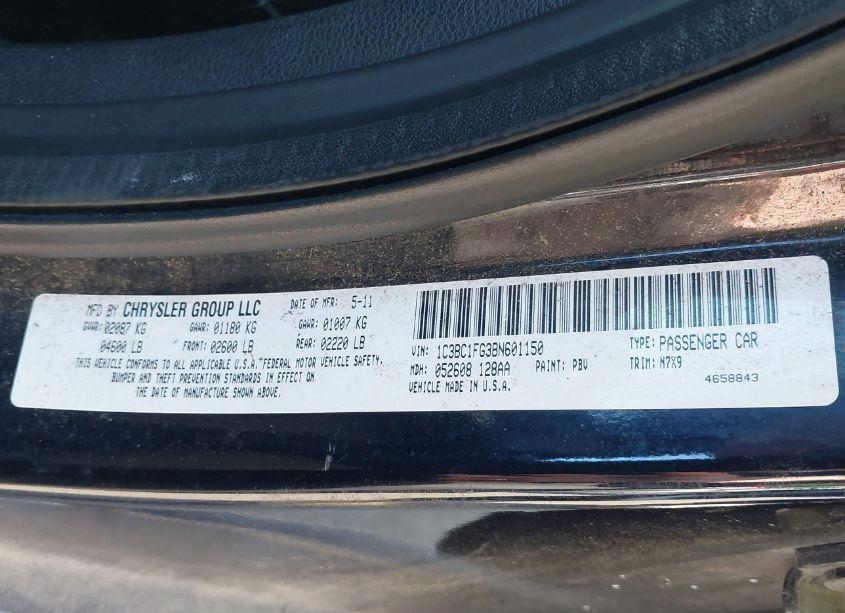 MFD BY CHRYSLER GROUP LLC DATE OF MFR: 5-11
GVWR: 02087 KG GAWR: 01180 KG GAWR: 01007 KG
04600 LB FRONT: 02600 LB REAR: 02220 LB
THIS VEHICLE CONFORMS TO ALL APPLICABLE U.S.A. FEDERAL MOTOR VEHICLE SAFETY,
BUMPER AND THEFT PREVENTION STANDARDS IN EFFECT ON
THE DATE OF MANUFACTURE SHOWN ABOVE.
VIN: 1C3BC1FG3BN601150 TYPE: PASSENGER CAR
MDH: 052608 128AA PAINT: PBV TRIM: N7X9
VEHICLE MADE IN U.S.A. 4658843